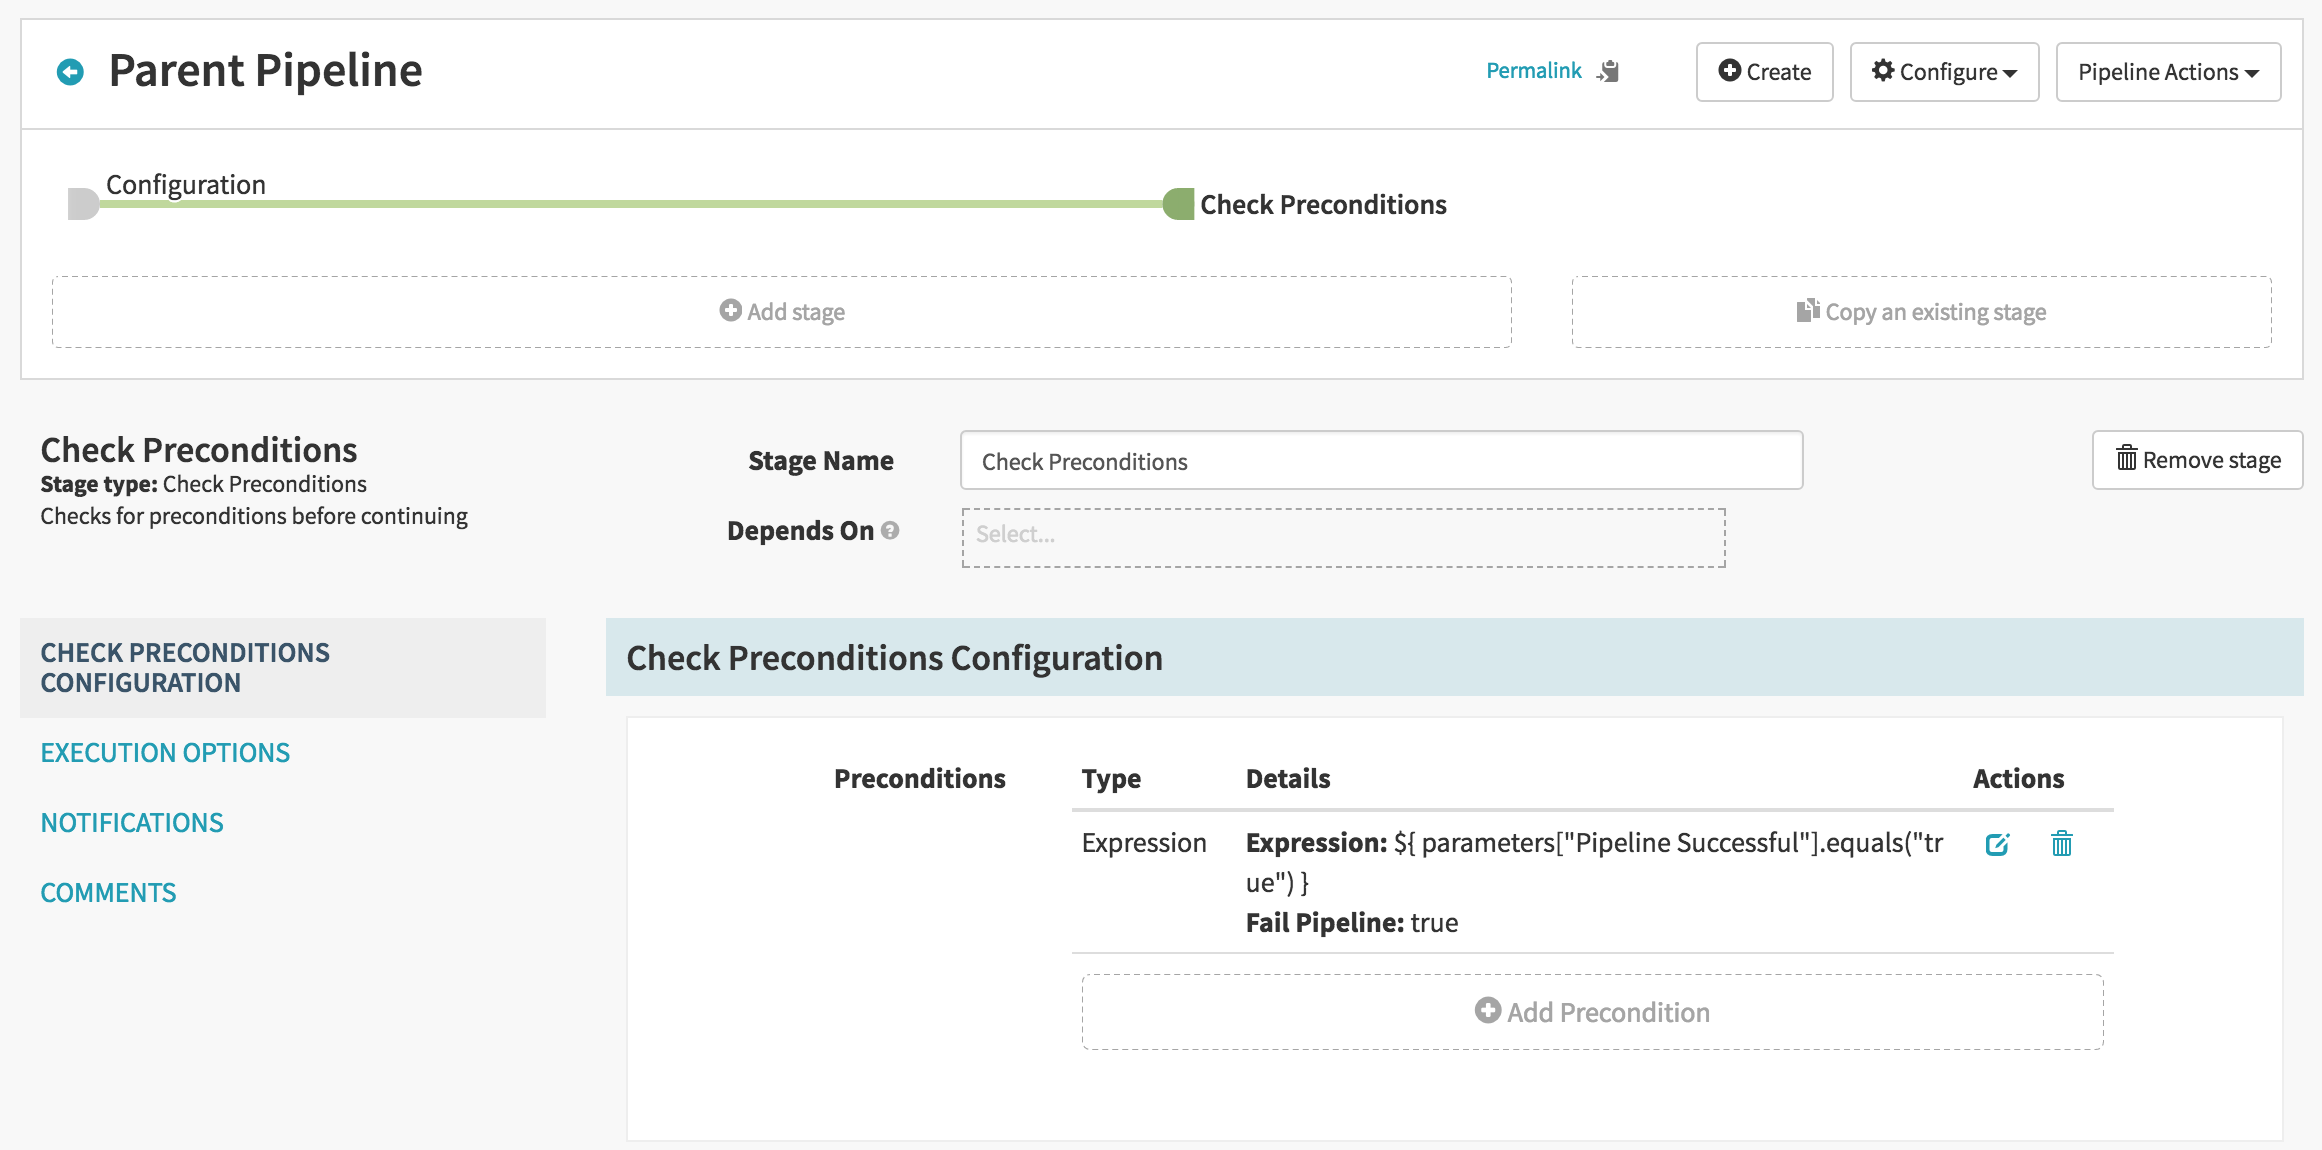 Parent Pipeline
Permalink
Create
Configure
Pipeline Actions
Configuration
Check Preconditions
Add stage
Copy an existing stage
Check Preconditions
Stage type: Check Preconditions
Checks for preconditions before continuing
Stage Name
Check Preconditions
Remove stage
Depends On
Select...
CHECK PRECONDITIONS
CONFIGURATION
EXECUTION OPTIONS
NOTIFICATIONS
COMMENTS
Check Preconditions Configuration
Preconditions
Type
Details
Actions
Expression
Expression: ${ parameters["Pipeline Successful"].equals("tr
ue") }
Fail Pipeline: true
Add Precondition